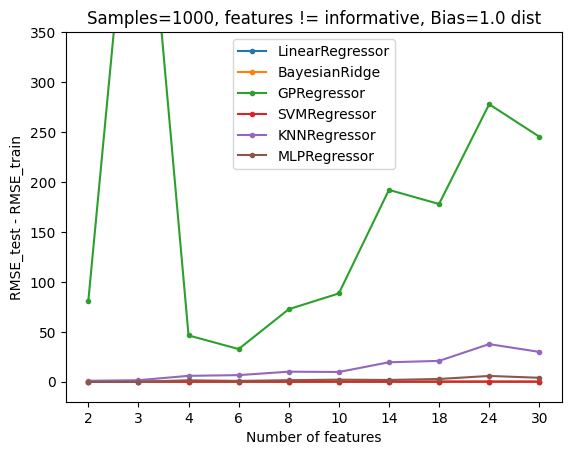 Samples=1000, features != informative, Bias=1.0 dist
RMSE_test - RMSE_train
350
300
250
200
150
100
50
0
LinearRegressor
BayesianRidge
GPRegressor
SVMRegressor
KNNRegressor
MLPRegressor
2 3 4 6 8 10 14 18 24 30
Number of features